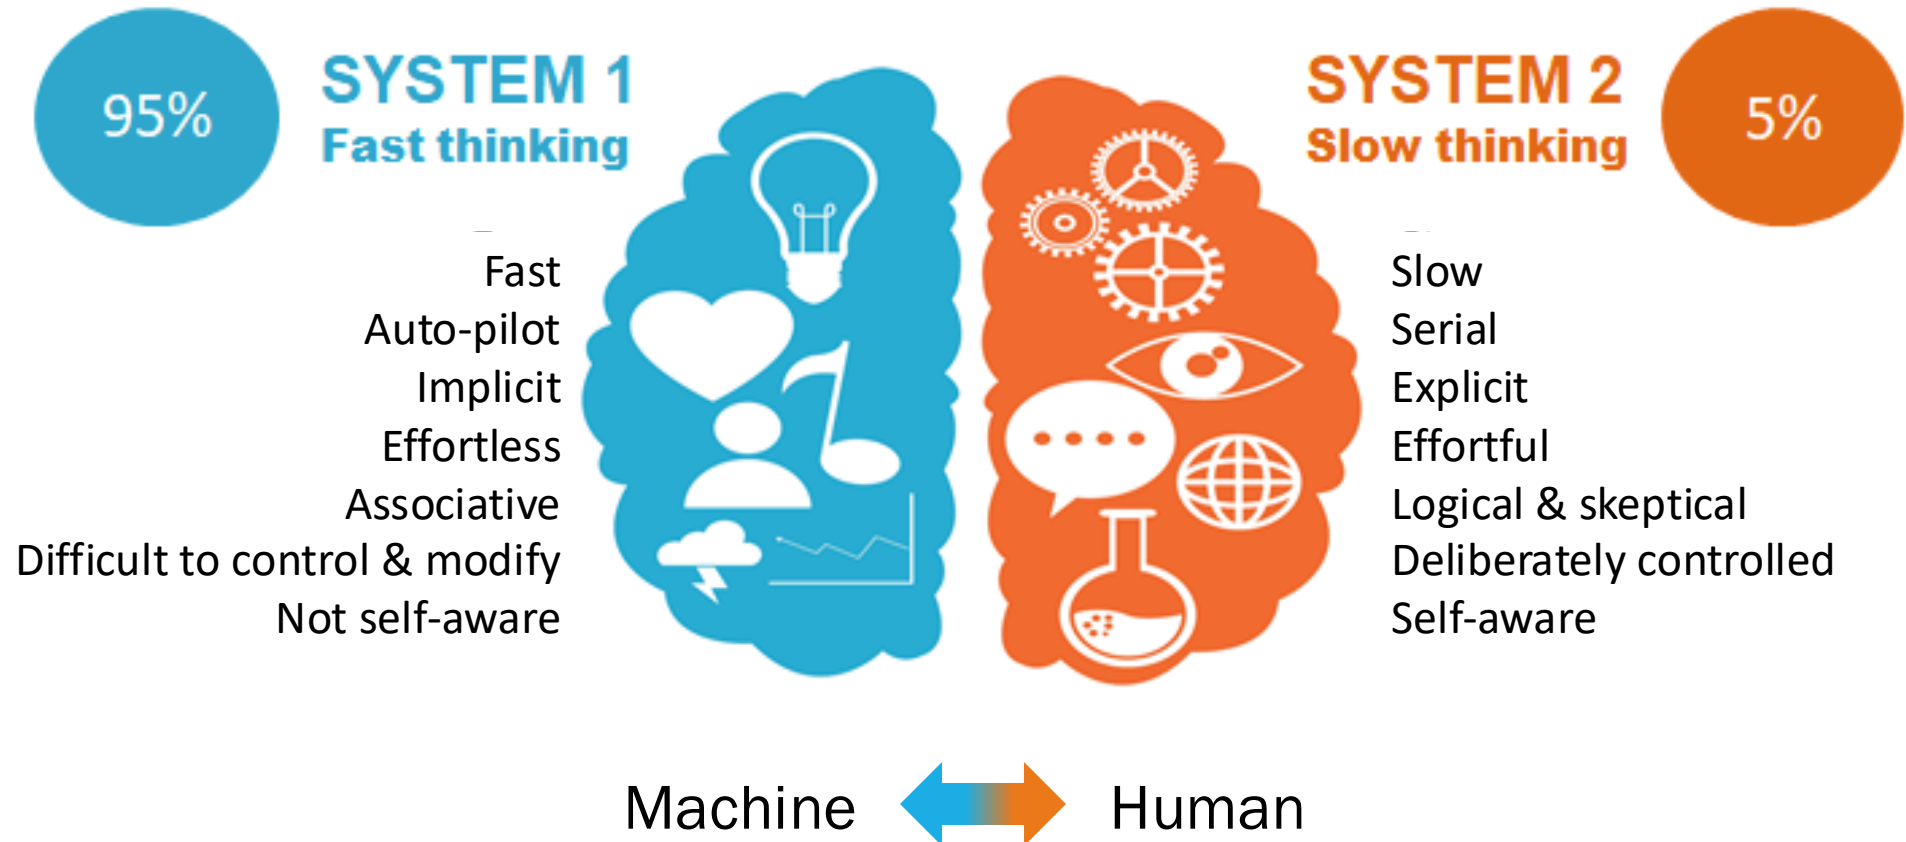 95%
SYSTEM 1
Fast thinking
Fast
Auto-pilot
Implicit
Effortless
Associative
Difficult to control & modify
Not self-aware
SYSTEM 2
Slow thinking
5%
Slow
Serial
Explicit
Effortful
Logical & skeptical
Deliberately controlled
Self-aware
Machine
Human